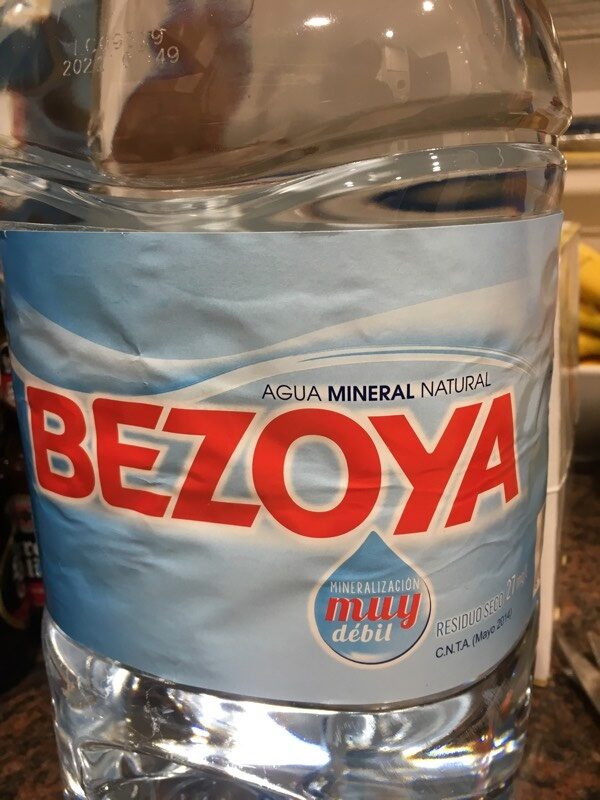 AGUA MINERAL NATURAL
BEZOYA
MINERALIZACIÓN
muy
débil
RESIDUO SECO 27
C.N.T.A. (Mayo 2014)